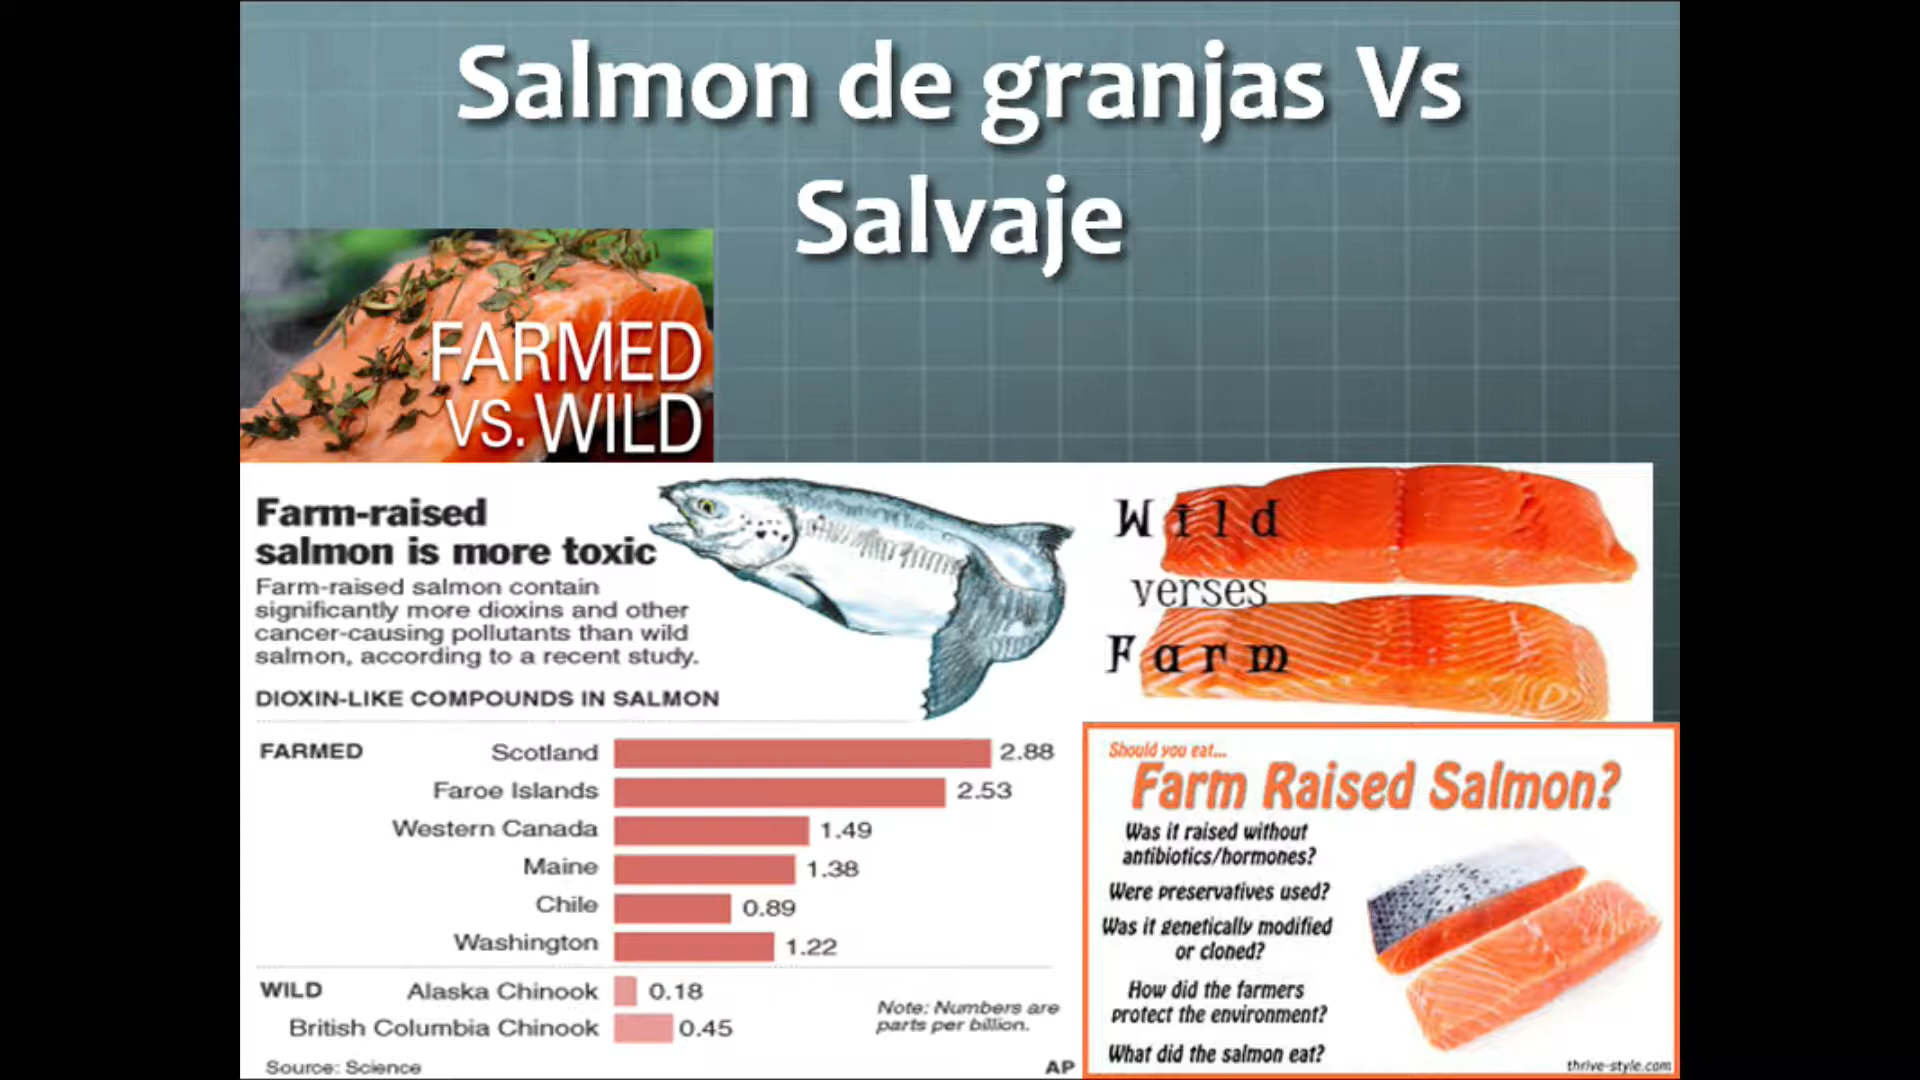 Salmon de granjas Vs
Salvaje
FARMED
VS. WILD
Farm-raised
salmon is more toxic
Farm-raised salmon contain
significantly more dioxins and other
cancer-causing pollutants than wild
salmon, according to a recent study.
DIOXIN-LIKE COMPOUNDS IN SALMON
FARMED Scotland 2.88
Faroe Islands 2.53
Western Canada 1.49
Maine 1.38
Chile 0.89
Washington 1.22
WILD Alaska Chinook 0.18
British Columbia Chinook 0.45
Note: Numbers are
parts per billion.
Source: Science AP
Wild
verses
Farm
Should you eat...
Farm Raised Salmon?
Was it raised without
antibiotics/hormones?
Were preservatives used?
Was it genetically modified
or cloned?
How did the farmers
protect the environment?
What did the salmon eat?
thrive-style.com